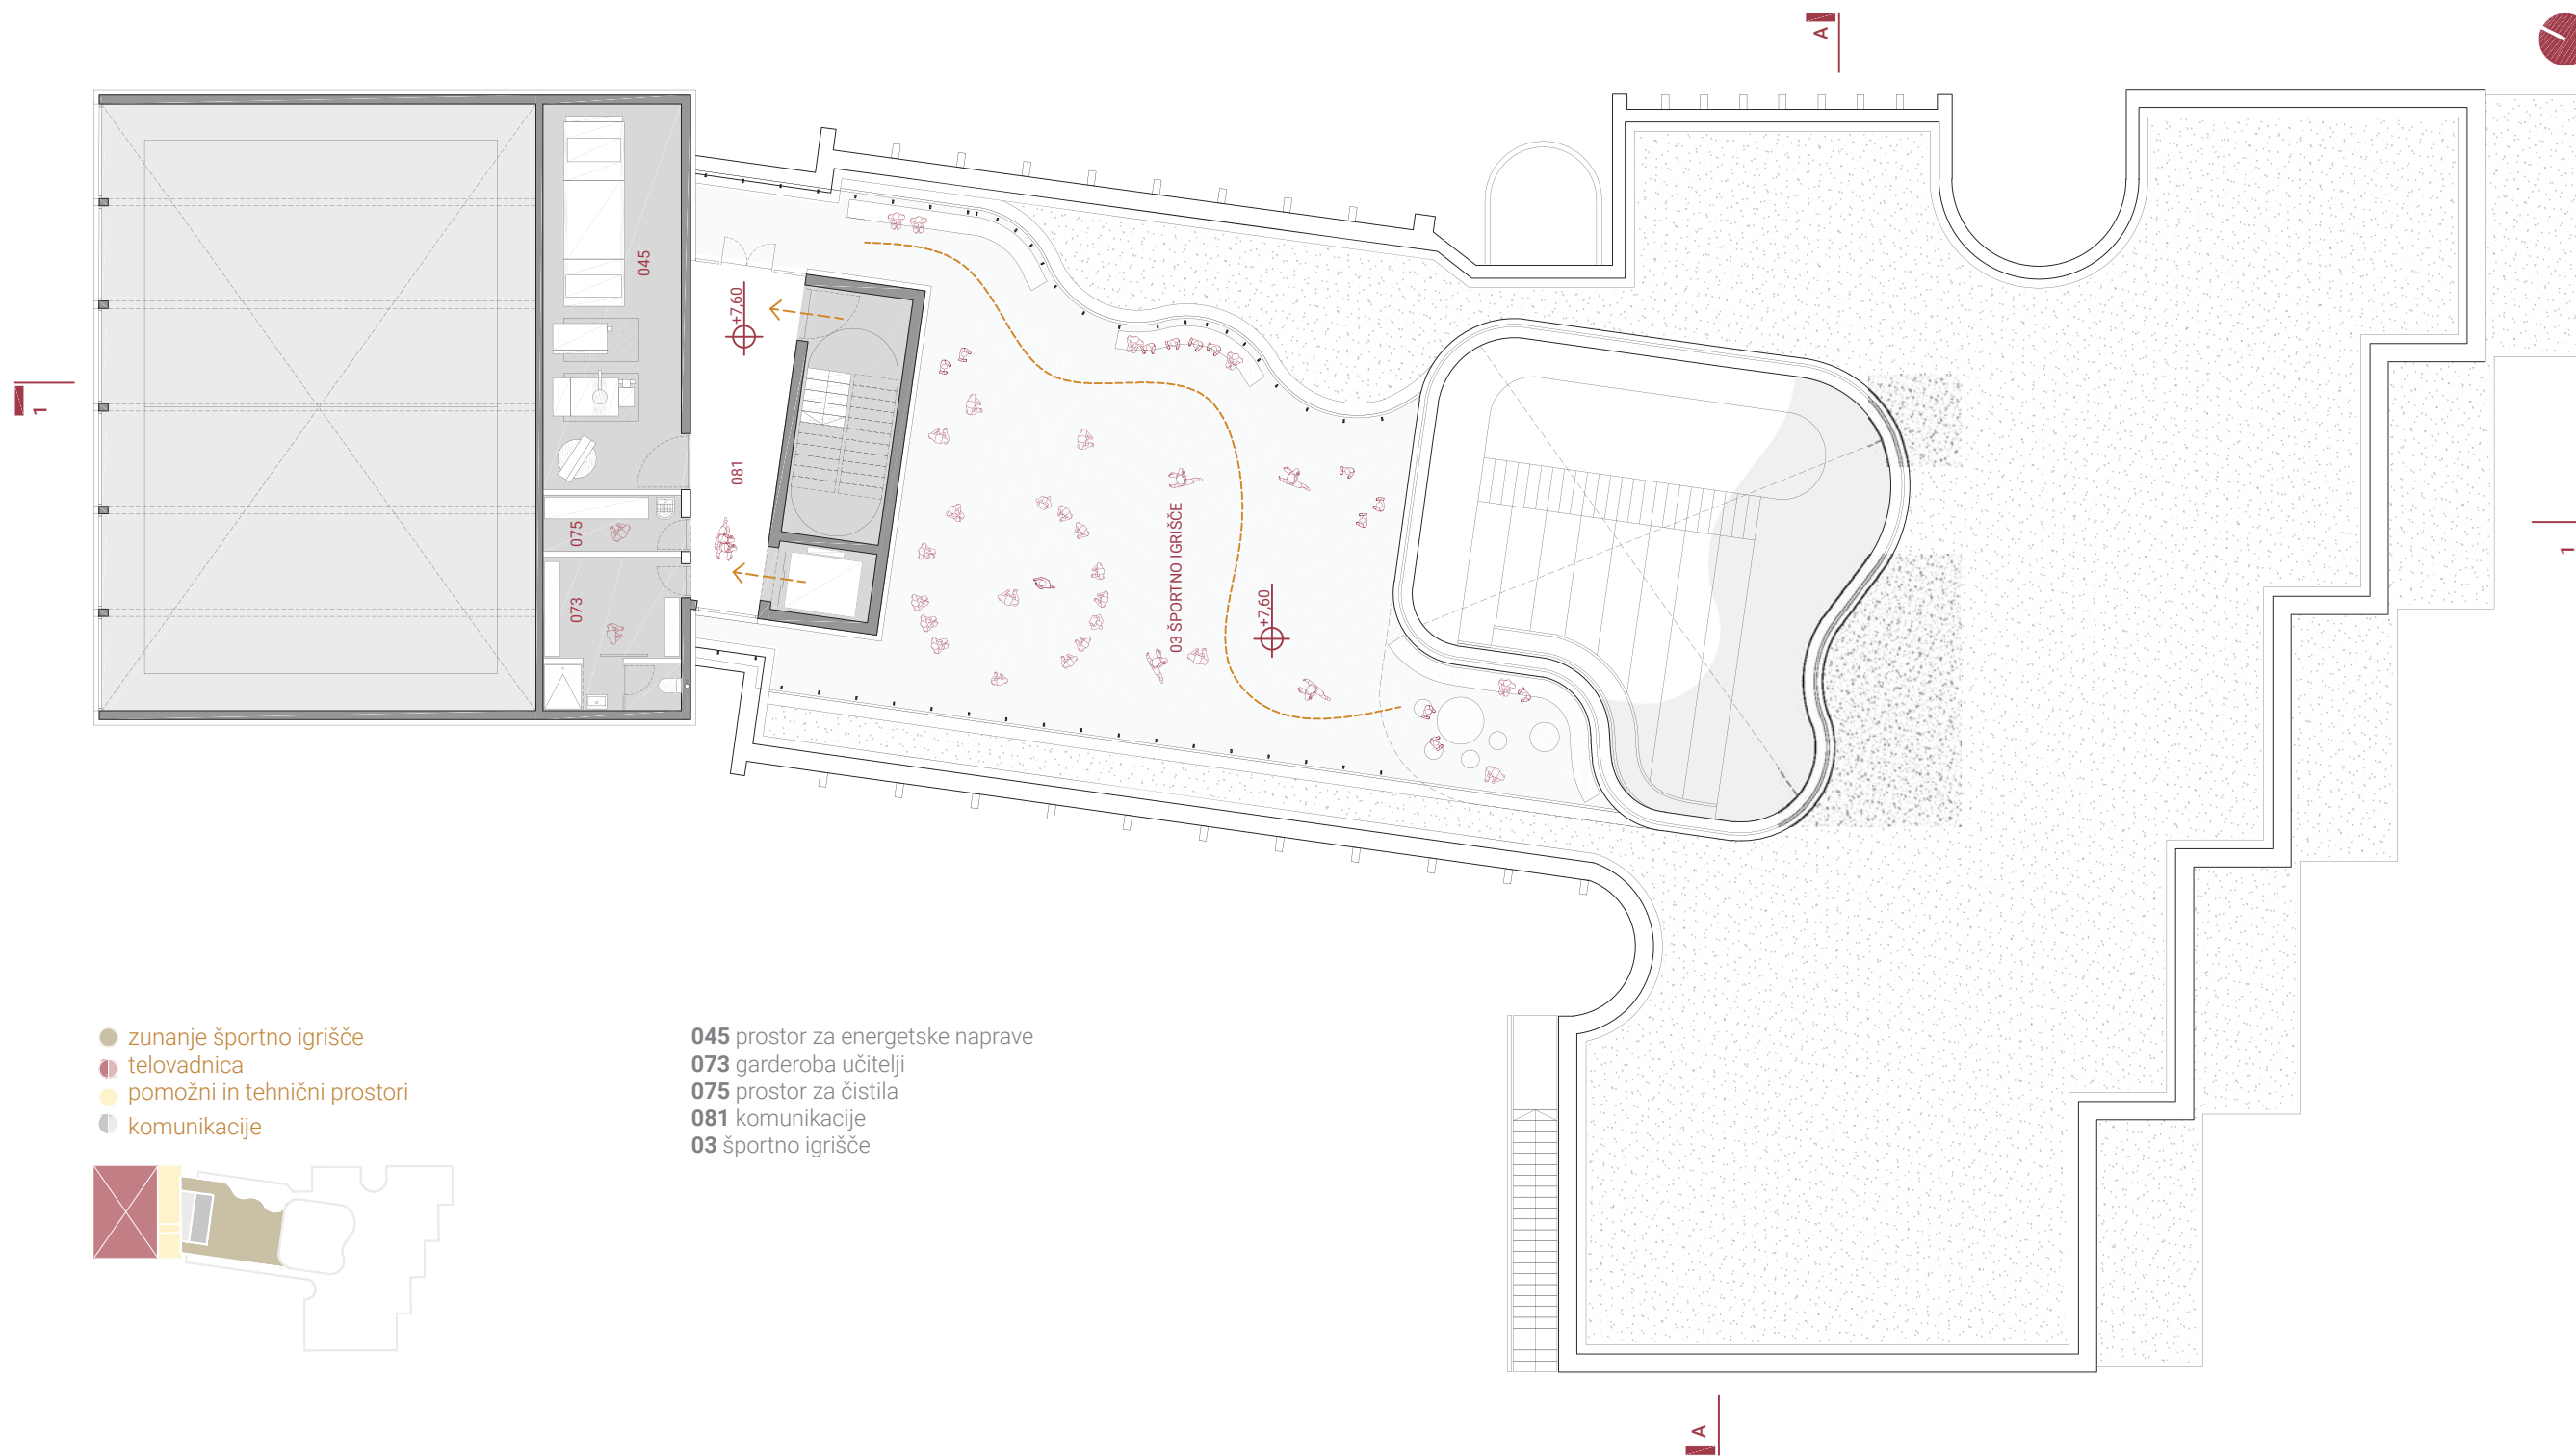 A
1
045
+7,60
081
075
073
03 ŠPORTNO IGRIŠČE
+7,60
1
zunanje športno igrišče
telovadnica
pomožni in tehnični prostori
komunikacije
045 prostor za energetske naprave
073 garderoba učitelji
075 prostor za čistila
081 komunikacije
03 športno igrišče
A